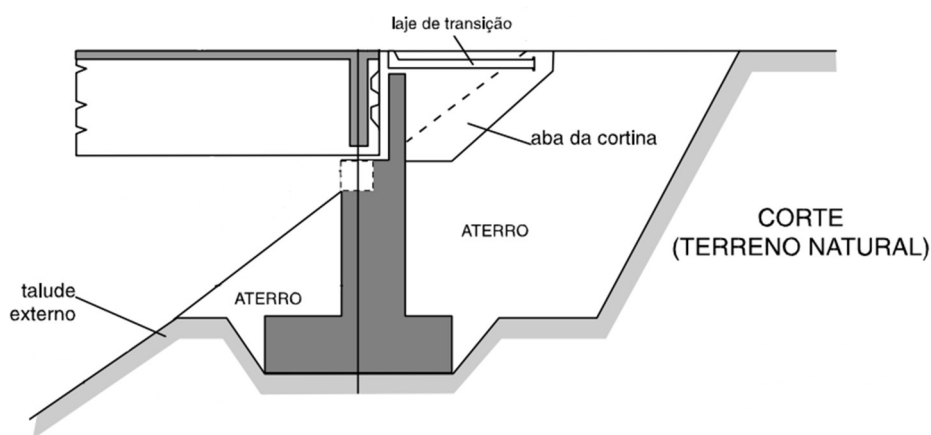 laje de transição
aba da cortina
CORTE
(TERRENO NATURAL)
ATERRO
talude
externo
ATERRO